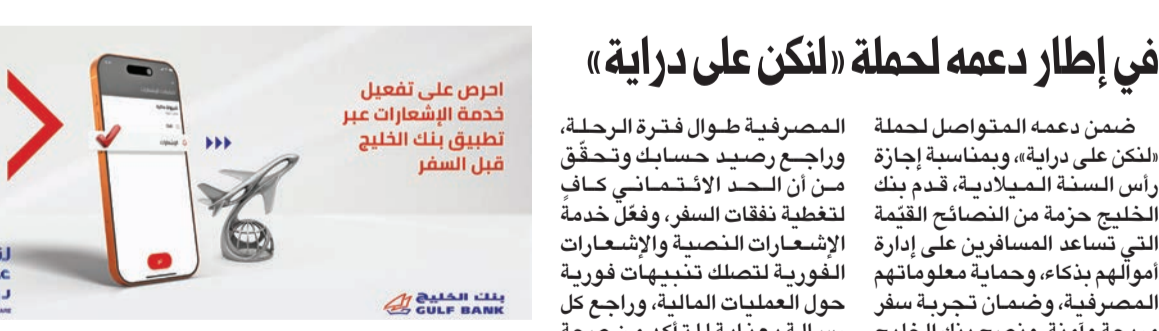 في إطار دعمه لحملة «لنكن على دراية»
ضمن دعمه المتواصل لحملة
«لنكن على دراية»، وبمناسبة إجازة
رأس السنة الميلادية، قدم بنك
الخليج حزمة من النصائح القيّمة
التي تساعد المسافرين على إدارة
أموالهم بذكاء، وحماية معلوماتهم
المصرفية، وضمان تجربة سفر
المصرفية طوال فترة الرحلة،
وراجع رصيد حسابك وتحقّق
من أن الحد الائتماني كافٍ
لتغطية نفقات السفر، وفعّل خدمة
الإشعارات النصية والإشعارات
الفورية لتصلك تنبيهات فورية
حول العمليات المالية، وراجع كل
احرص على تفعيل
خدمة الإشعارات عبر
تطبيق بنك الخليج
قبل السفر
بنك الخليج
GULF BANK